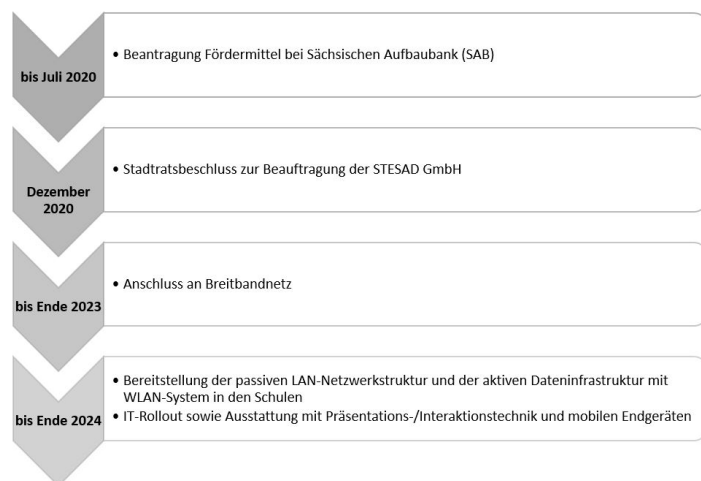 bis Juli 2020
• Beantragung Fördermittel bei Sächsischen Aufbaubank (SAB)
Dezember
2020
• Stadtratsbeschluss zur Beauftragung der STESAD GmbH
bis Ende 2023
• Anschluss an Breitbandnetz
bis Ende 2024
• Bereitstellung der passiven LAN-Netzwerkstruktur und der aktiven Dateninfrastruktur mit
WLAN-System in den Schulen
• IT-Rollout sowie Ausstattung mit Präsentations-/Interaktionstechnik und mobilen Endgeräten